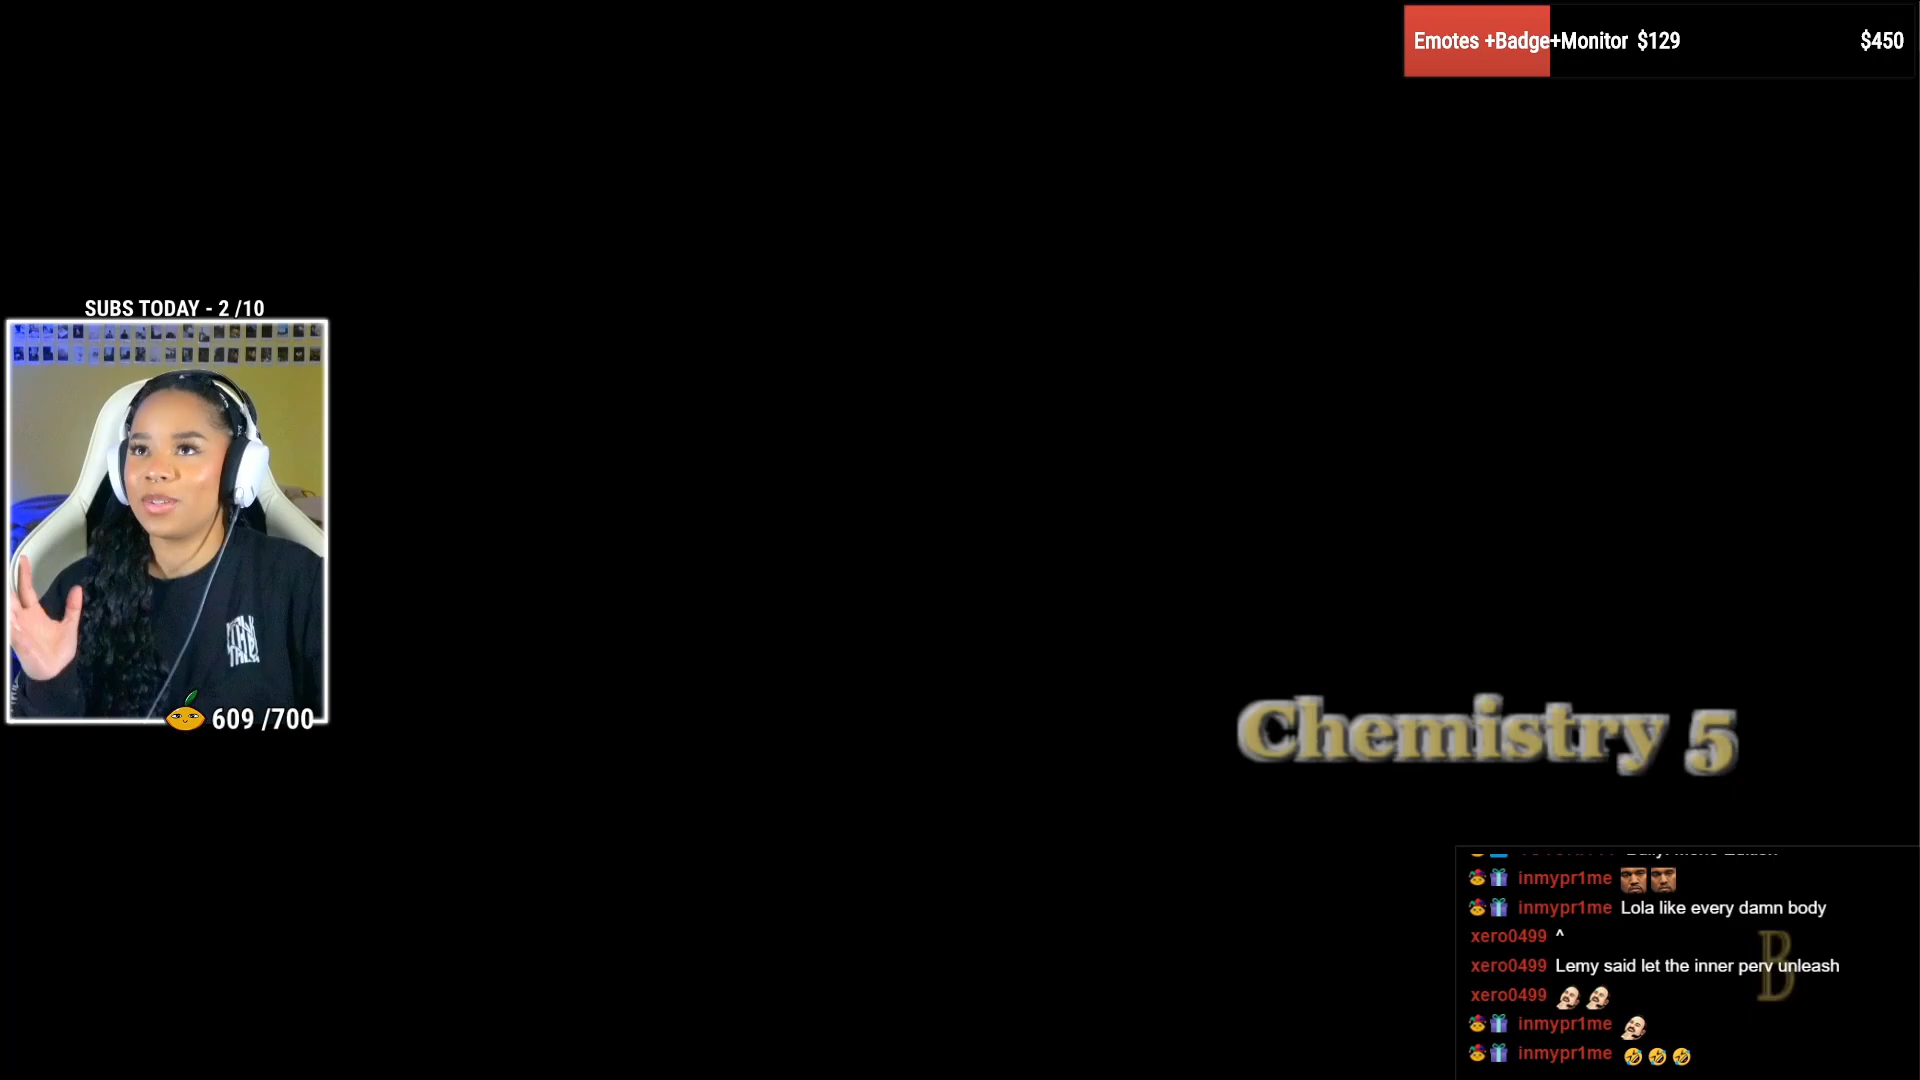 Emotes +Badge+Monitor $129 $450
SUBS TODAY - 2 /10
609 /700
Chemistry 5
inmypr1me
inmypr1me Lola like every damn body
xero0499 ^
B
xero0499 Lemy said let the inner perv unleash
xero0499
inmypr1me
inmypr1me